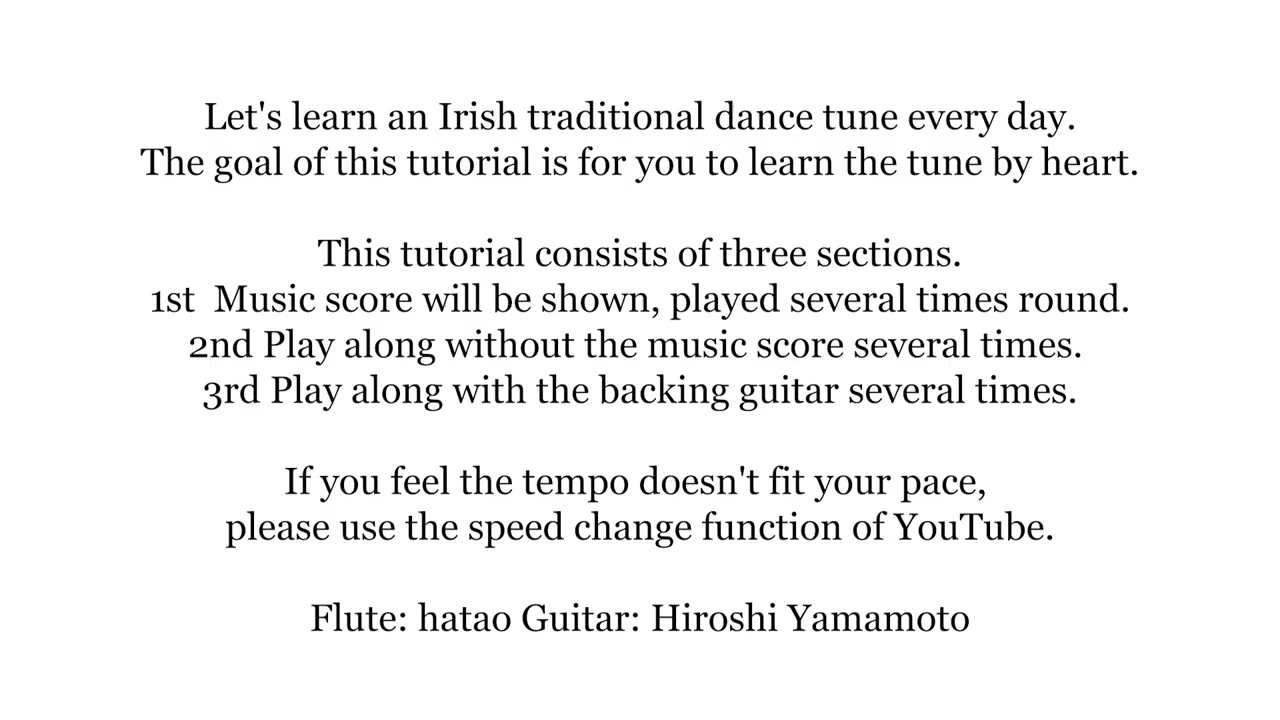 Let's learn an Irish traditional dance tune every day.
The goal of this tutorial is for you to learn the tune by heart.
This tutorial consists of three sections.
1st  Music score will be shown, played several times round.
2nd Play along without the music score several times.
3rd Play along with the backing guitar several times.
If you feel the tempo doesn't fit your pace,
please use the speed change function of YouTube.
Flute: hatao Guitar: Hiroshi Yamamoto